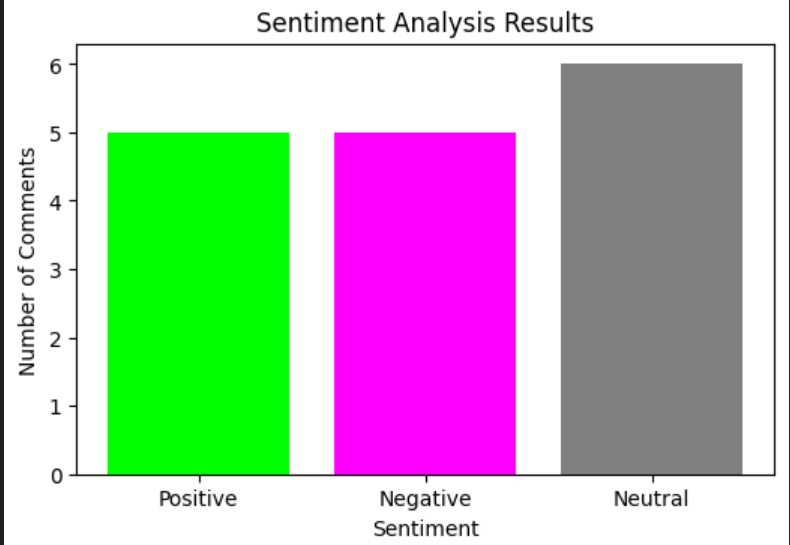 Sentiment Analysis Results
Number of Comments
6
5
4
3
2
1
0
Positive Negative Neutral
Sentiment